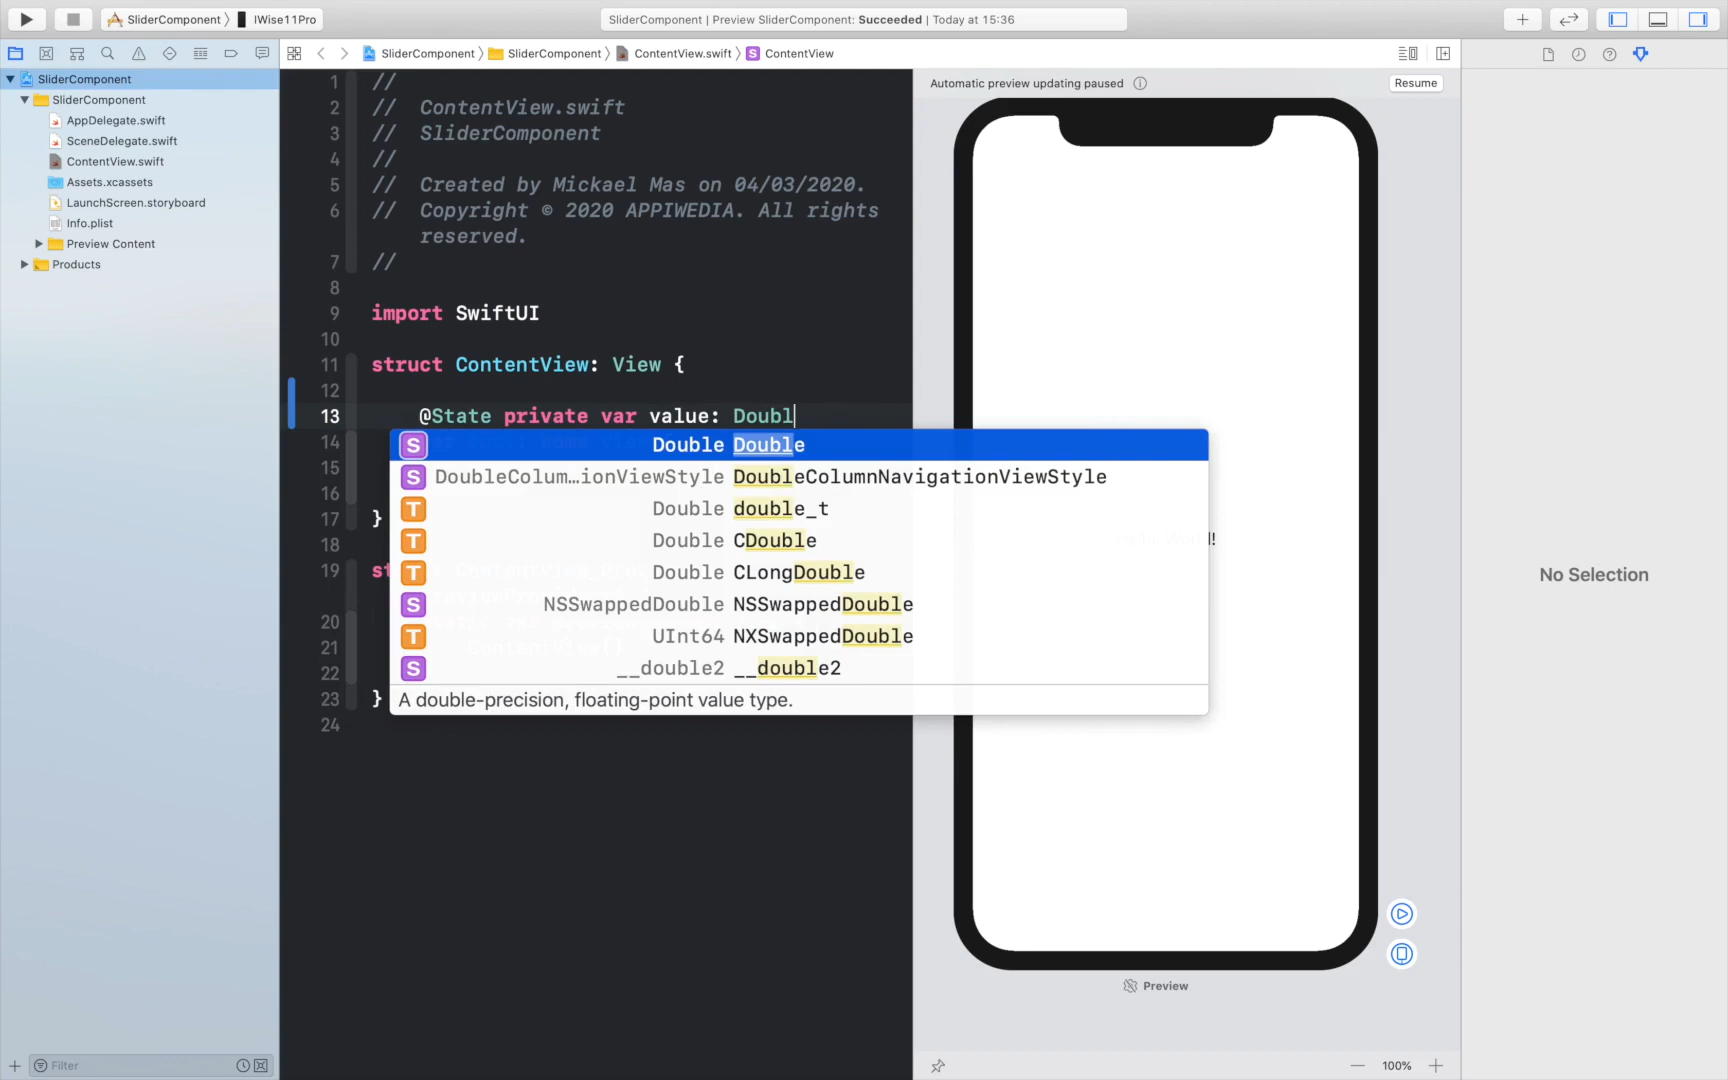 SliderComponent
IWise11Pro
SliderComponent | Preview SliderComponent: Succeeded | Today at 15:36
SliderComponent
SliderComponent
ContentView.swift
ContentView
SliderComponent
SliderComponent
AppDelegate.swift
SceneDelegate.swift
ContentView.swift
Assets.xcassets
LaunchScreen.storyboard
Info.plist
Preview Content
Products
Filter
1 //
2 // ContentView.swift
3 // SliderComponent
4 //
5 // Created by Mickael Mas on 04/03/2020.
6 // Copyright © 2020 APPIWEDIA. All rights
reserved.
7 //
8
9 import SwiftUI
10
11 struct ContentView: View {
12
13 @State private var value: Doubl
14
15
16
17 }
18
19
20
21 ContentView()
22
23 }
24
S Double Double
S DoubleColum…ionViewStyle DoubleColumnNavigationViewStyle
T Double double_t
T Double CDouble
T Double CLongDouble
S NSSwappedDouble NSSwappedDouble
T UInt64 NXSwappedDouble
S __double2 __double2
A double-precision, floating-point value type.
Automatic preview updating paused
Resume
Preview
100%
No Selection